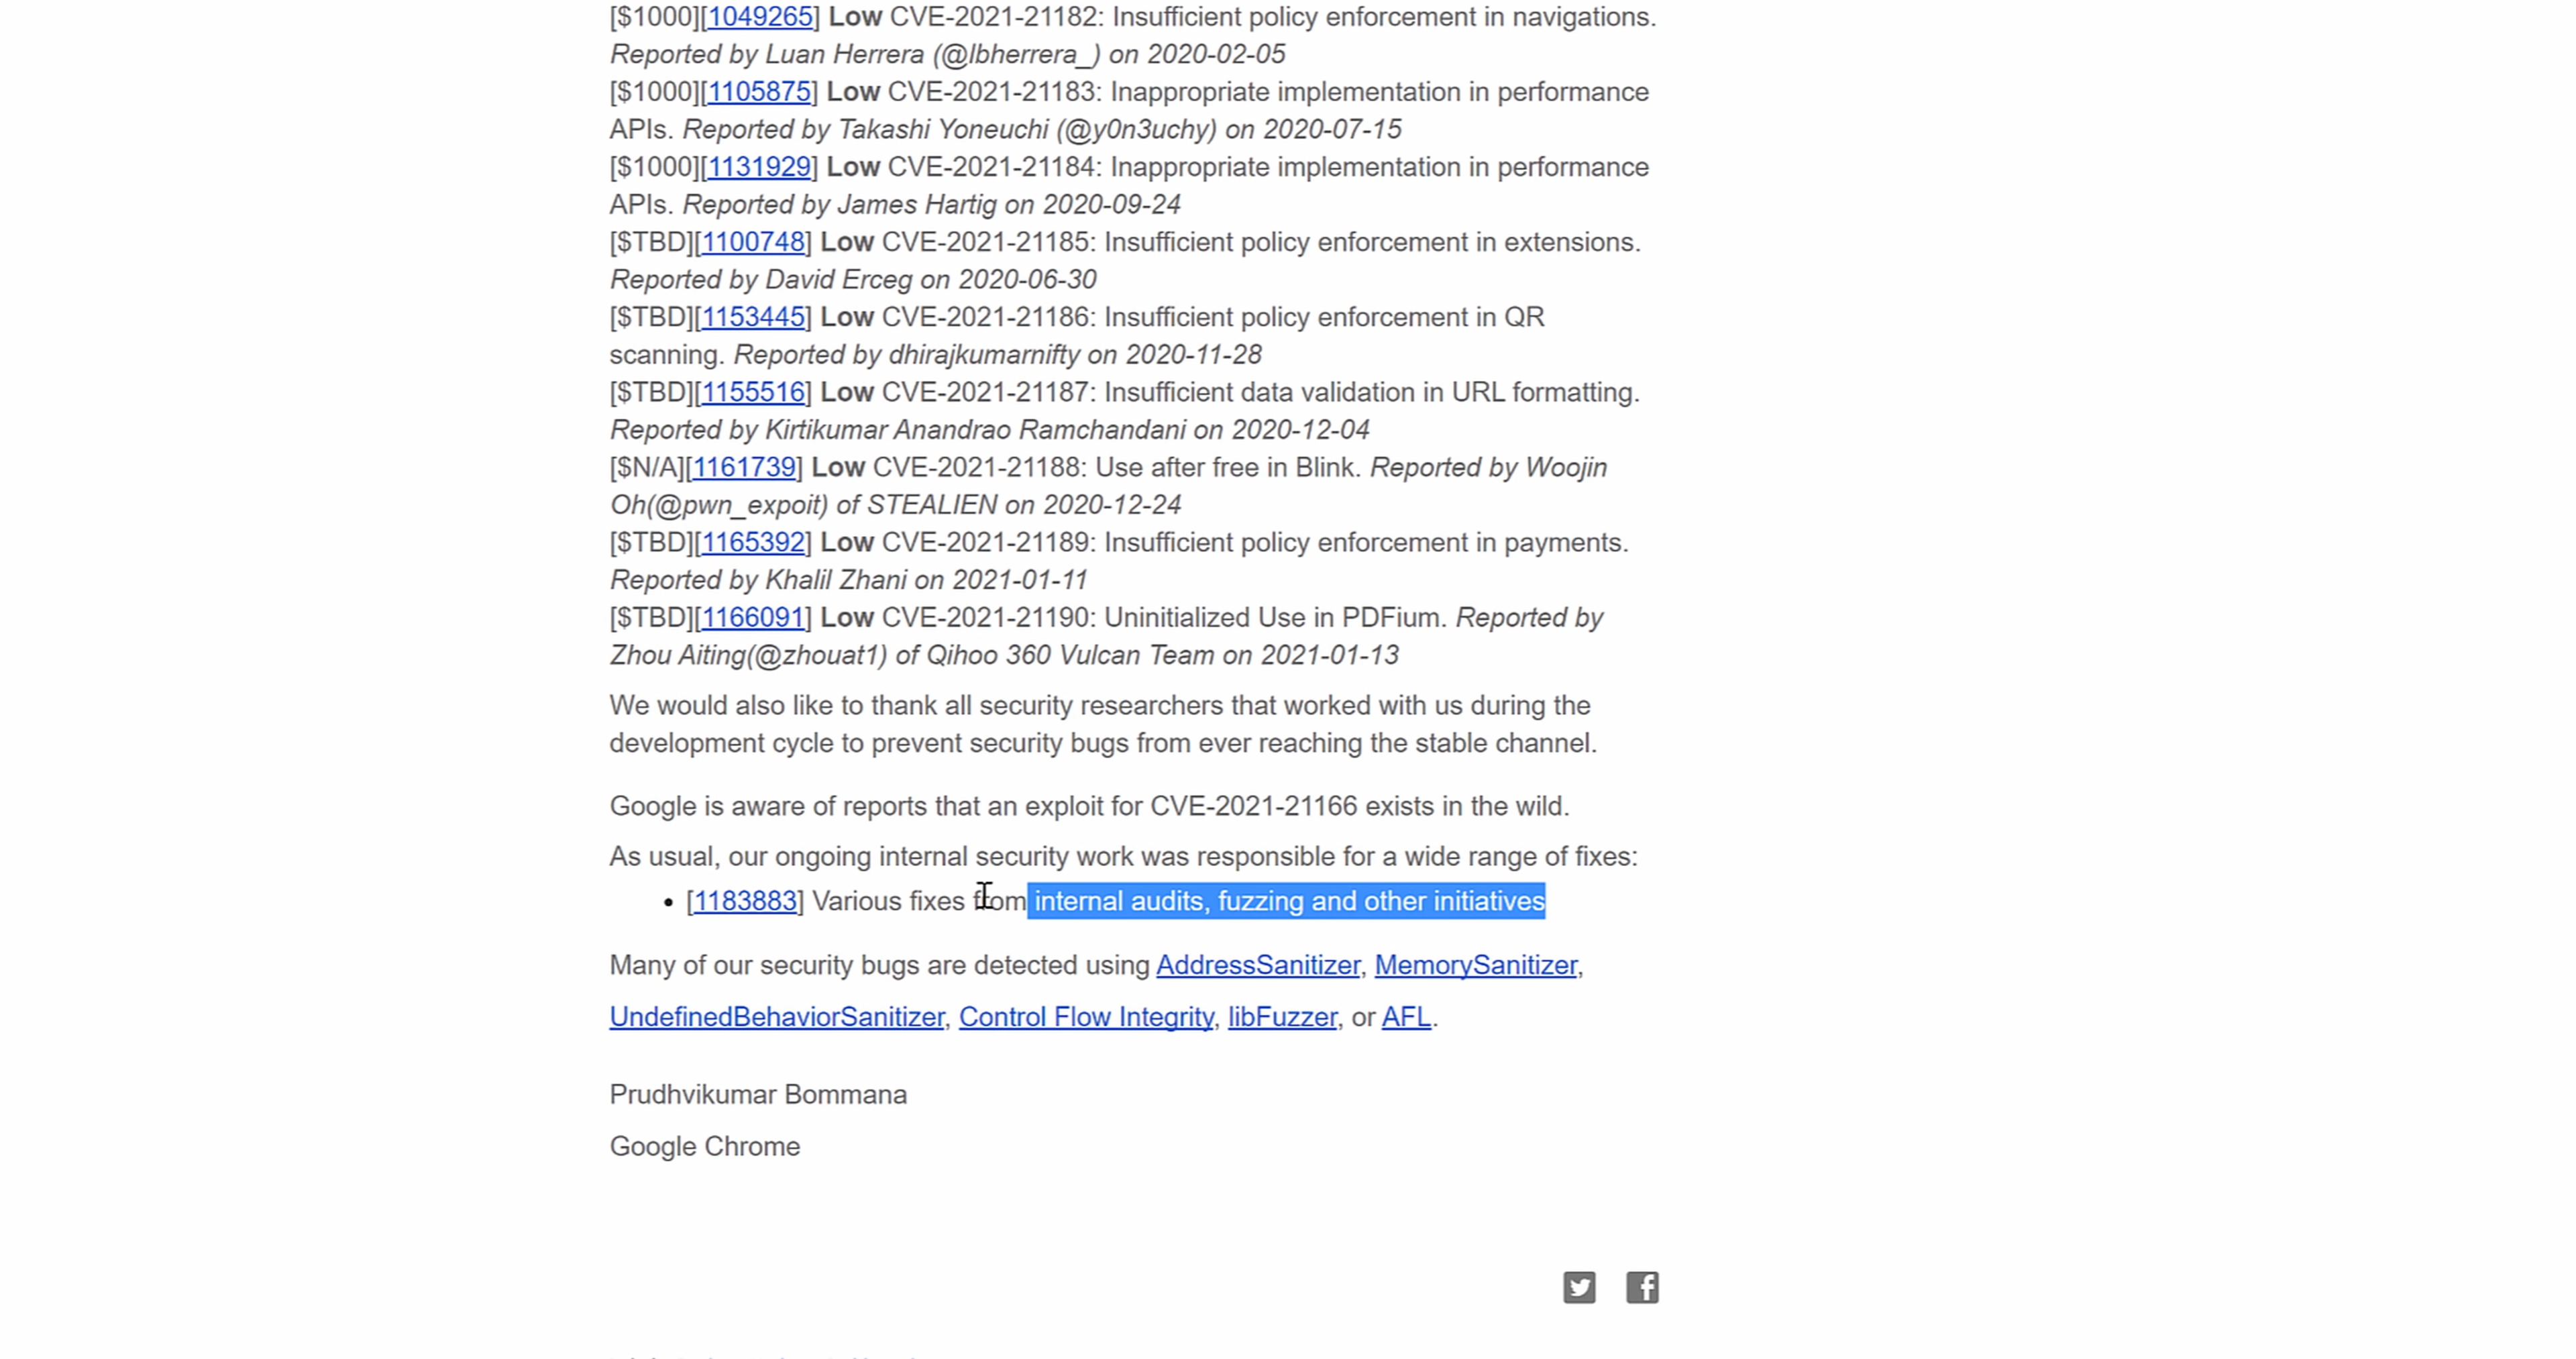 [$1000][1049265] Low CVE-2021-21182: Insufficient policy enforcement in navigations.
Reported by Luan Herrera (@lbherrera_) on 2020-02-05
[$1000][1105875] Low CVE-2021-21183: Inappropriate implementation in performance
APIs. Reported by Takashi Yoneuchi (@y0n3uchy) on 2020-07-15
[$1000][1131929] Low CVE-2021-21184: Inappropriate implementation in performance
APIs. Reported by James Hartig on 2020-09-24
[$TBD][1100748] Low CVE-2021-21185: Insufficient policy enforcement in extensions.
Reported by David Erceg on 2020-06-30
[$TBD][1153445] Low CVE-2021-21186: Insufficient policy enforcement in QR
scanning. Reported by dhirajkumarnifty on 2020-11-28
[$TBD][1155516] Low CVE-2021-21187: Insufficient data validation in URL formatting.
Reported by Kirtikumar Anandrao Ramchandani on 2020-12-04
[$N/A][1161739] Low CVE-2021-21188: Use after free in Blink. Reported by Woojin
Oh(@pwn_expoit) of STEALIEN on 2020-12-24
[$TBD][1165392] Low CVE-2021-21189: Insufficient policy enforcement in payments.
Reported by Khalil Zhani on 2021-01-11
[$TBD][1166091] Low CVE-2021-21190: Uninitialized Use in PDFium. Reported by
Zhou Aiting(@zhouat1) of Qihoo 360 Vulcan Team on 2021-01-13
We would also like to thank all security researchers that worked with us during the
development cycle to prevent security bugs from ever reaching the stable channel.
Google is aware of reports that an exploit for CVE-2021-21166 exists in the wild.
As usual, our ongoing internal security work was responsible for a wide range of fixes:
• [1183883] Various fixes from internal audits, fuzzing and other initiatives
Many of our security bugs are detected using AddressSanitizer, MemorySanitizer,
UndefinedBehaviorSanitizer, Control Flow Integrity, libFuzzer, or AFL.
Prudhvikumar Bommana
Google Chrome